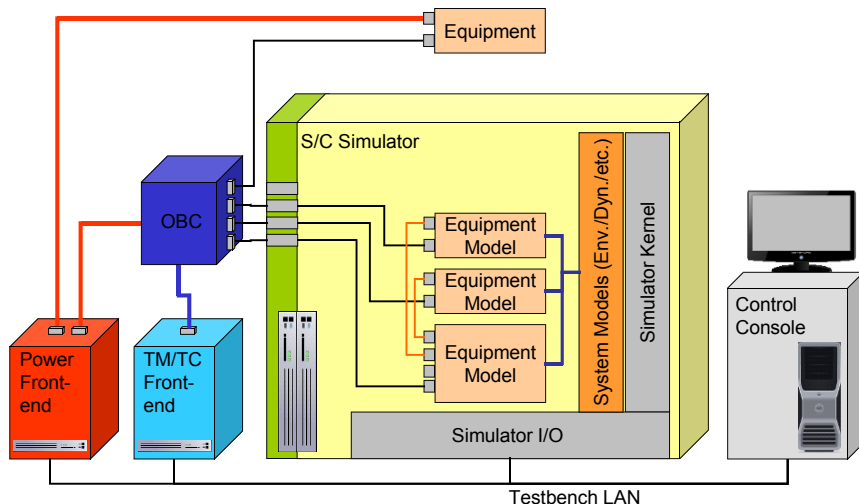 Equipment
S/C Simulator
OBC
Equipment
Model
Equipment
Model
Equipment
Model
System Models (Env./Dyn./etc.)
Simulator Kernel
Control
Console
Power
Front-
end
TM/TC
Front-
end
Simulator I/O
Testbench LAN